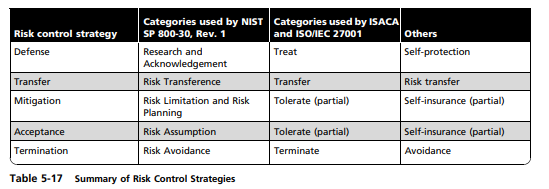 Risk control strategy Categories used by NIST SP 800-30, Rev. 1 Categories used by ISACA and ISO/IEC 27001 Others
Defense Research and Acknowledgement Treat Self-protection
Transfer Risk Transference Transfer Risk transfer
Mitigation Risk Limitation and Risk Planning Tolerate (partial) Self-insurance (partial)
Acceptance Risk Assumption Tolerate (partial) Self-insurance (partial)
Termination Risk Avoidance Terminate Avoidance
Table 5-17 Summary of Risk Control Strategies